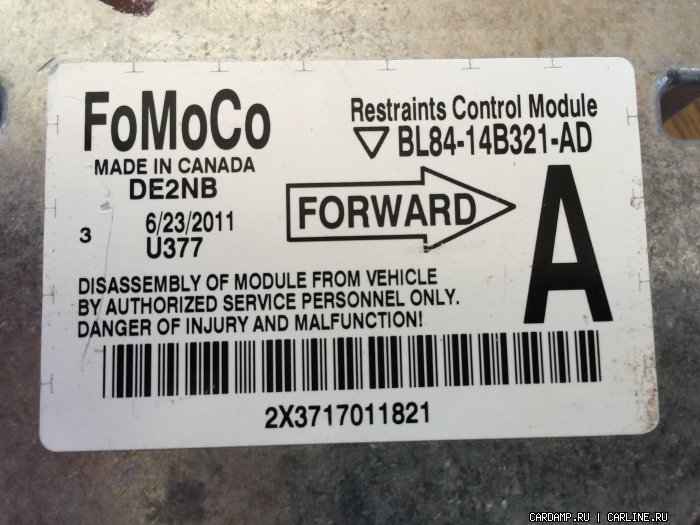 FoMoCo
MADE IN CANADA
DE2NB
3 6/23/2011
U377
Restraints Control Module
BL84-14B321-AD
FORWARD
A
DISASSEMBLY OF MODULE FROM VEHICLE
BY AUTHORIZED SERVICE PERSONNEL ONLY.
DANGER OF INJURY AND MALFUNCTION!
2X3717011821
CARDAMP.RU | CARLINE.RU